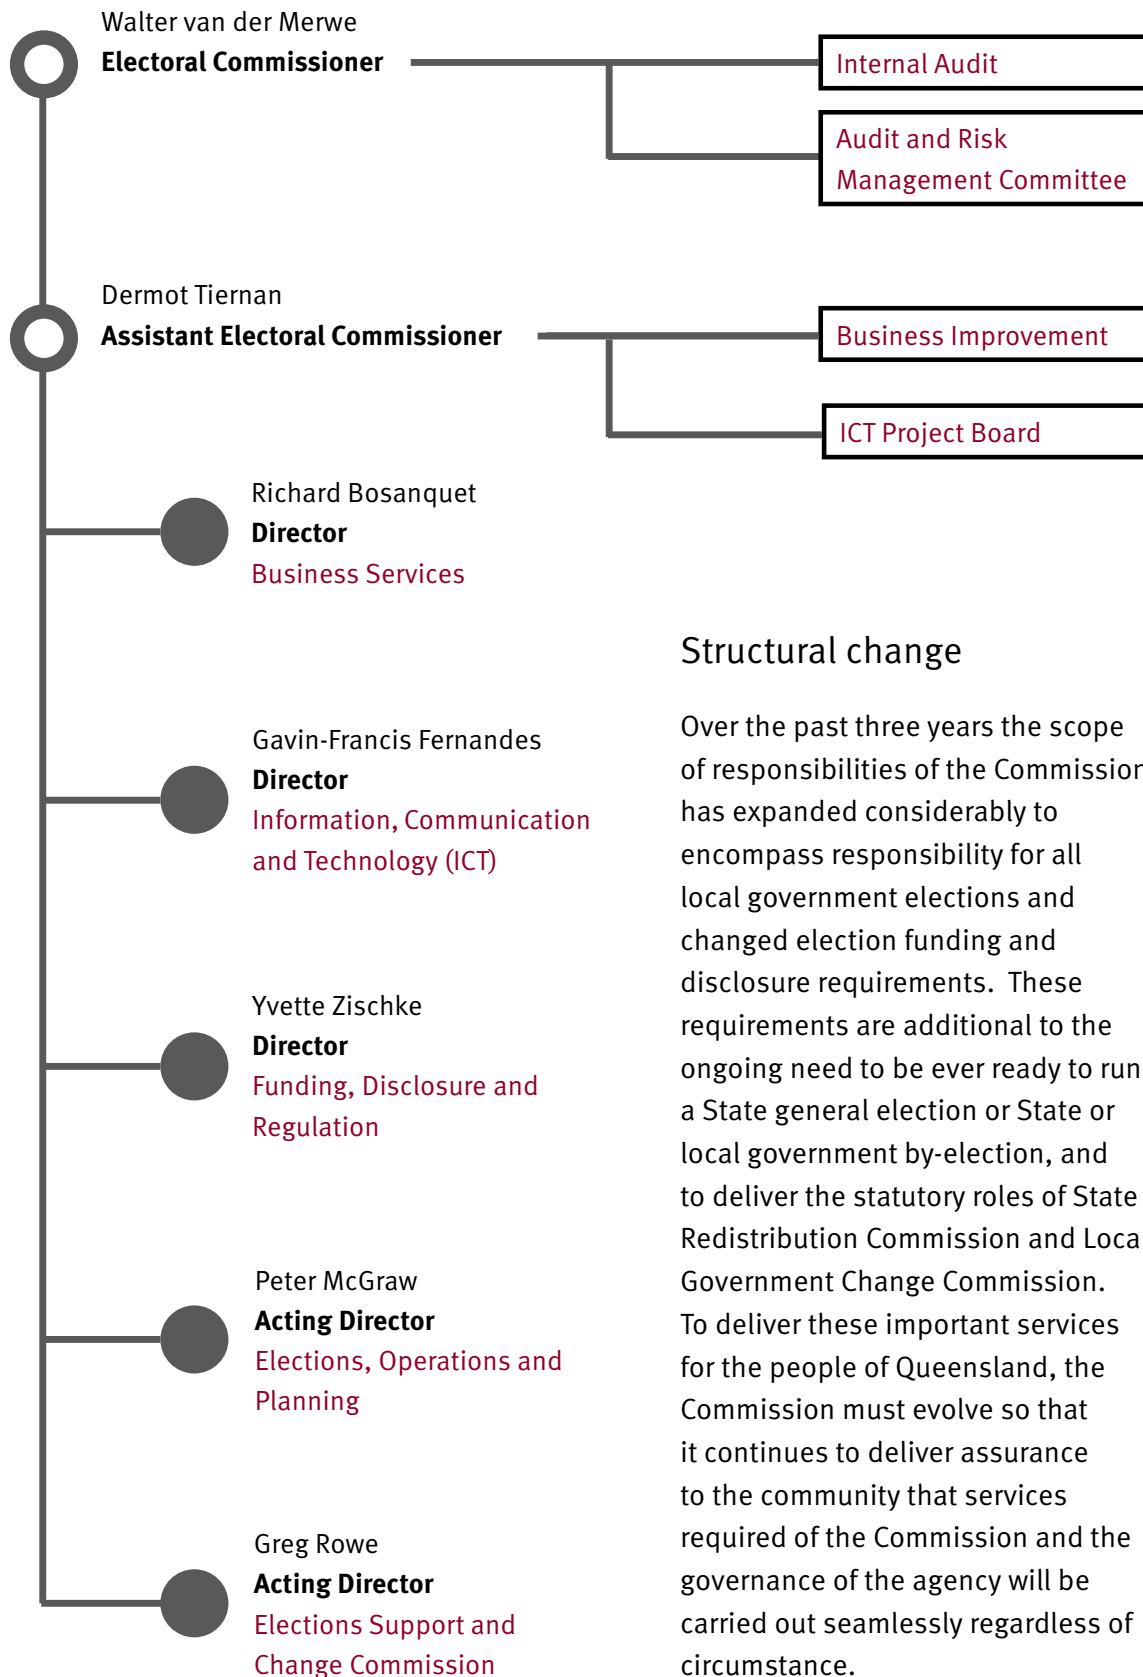 Walter van der Merwe
Electoral Commissioner
Internal Audit
Audit and Risk
Management Committee
Dermot Tiernan
Assistant Electoral Commissioner
Business Improvement
ICT Project Board
Richard Bosanquet
Director
Business Services
Gavin-Francis Fernandes
Director
Information, Communication
and Technology (ICT)
Yvette Zischke
Director
Funding, Disclosure and
Regulation
Peter McGraw
Acting Director
Elections, Operations and
Planning
Greg Rowe
Acting Director
Elections Support and
Change Commission
Structural change
Over the past three years the scope
of responsibilities of the Commission
has expanded considerably to
encompass responsibility for all
local government elections and
changed election funding and
disclosure requirements.  These
requirements are additional to the
ongoing need to be ever ready to run
a State general election or State or
local government by-election, and
to deliver the statutory roles of State
Redistribution Commission and Loca
Government Change Commission.
To deliver these important services
for the people of Queensland, the
Commission must evolve so that
it continues to deliver assurance
to the community that services
required of the Commission and the
governance of the agency will be
carried out seamlessly regardless of
circumstance.